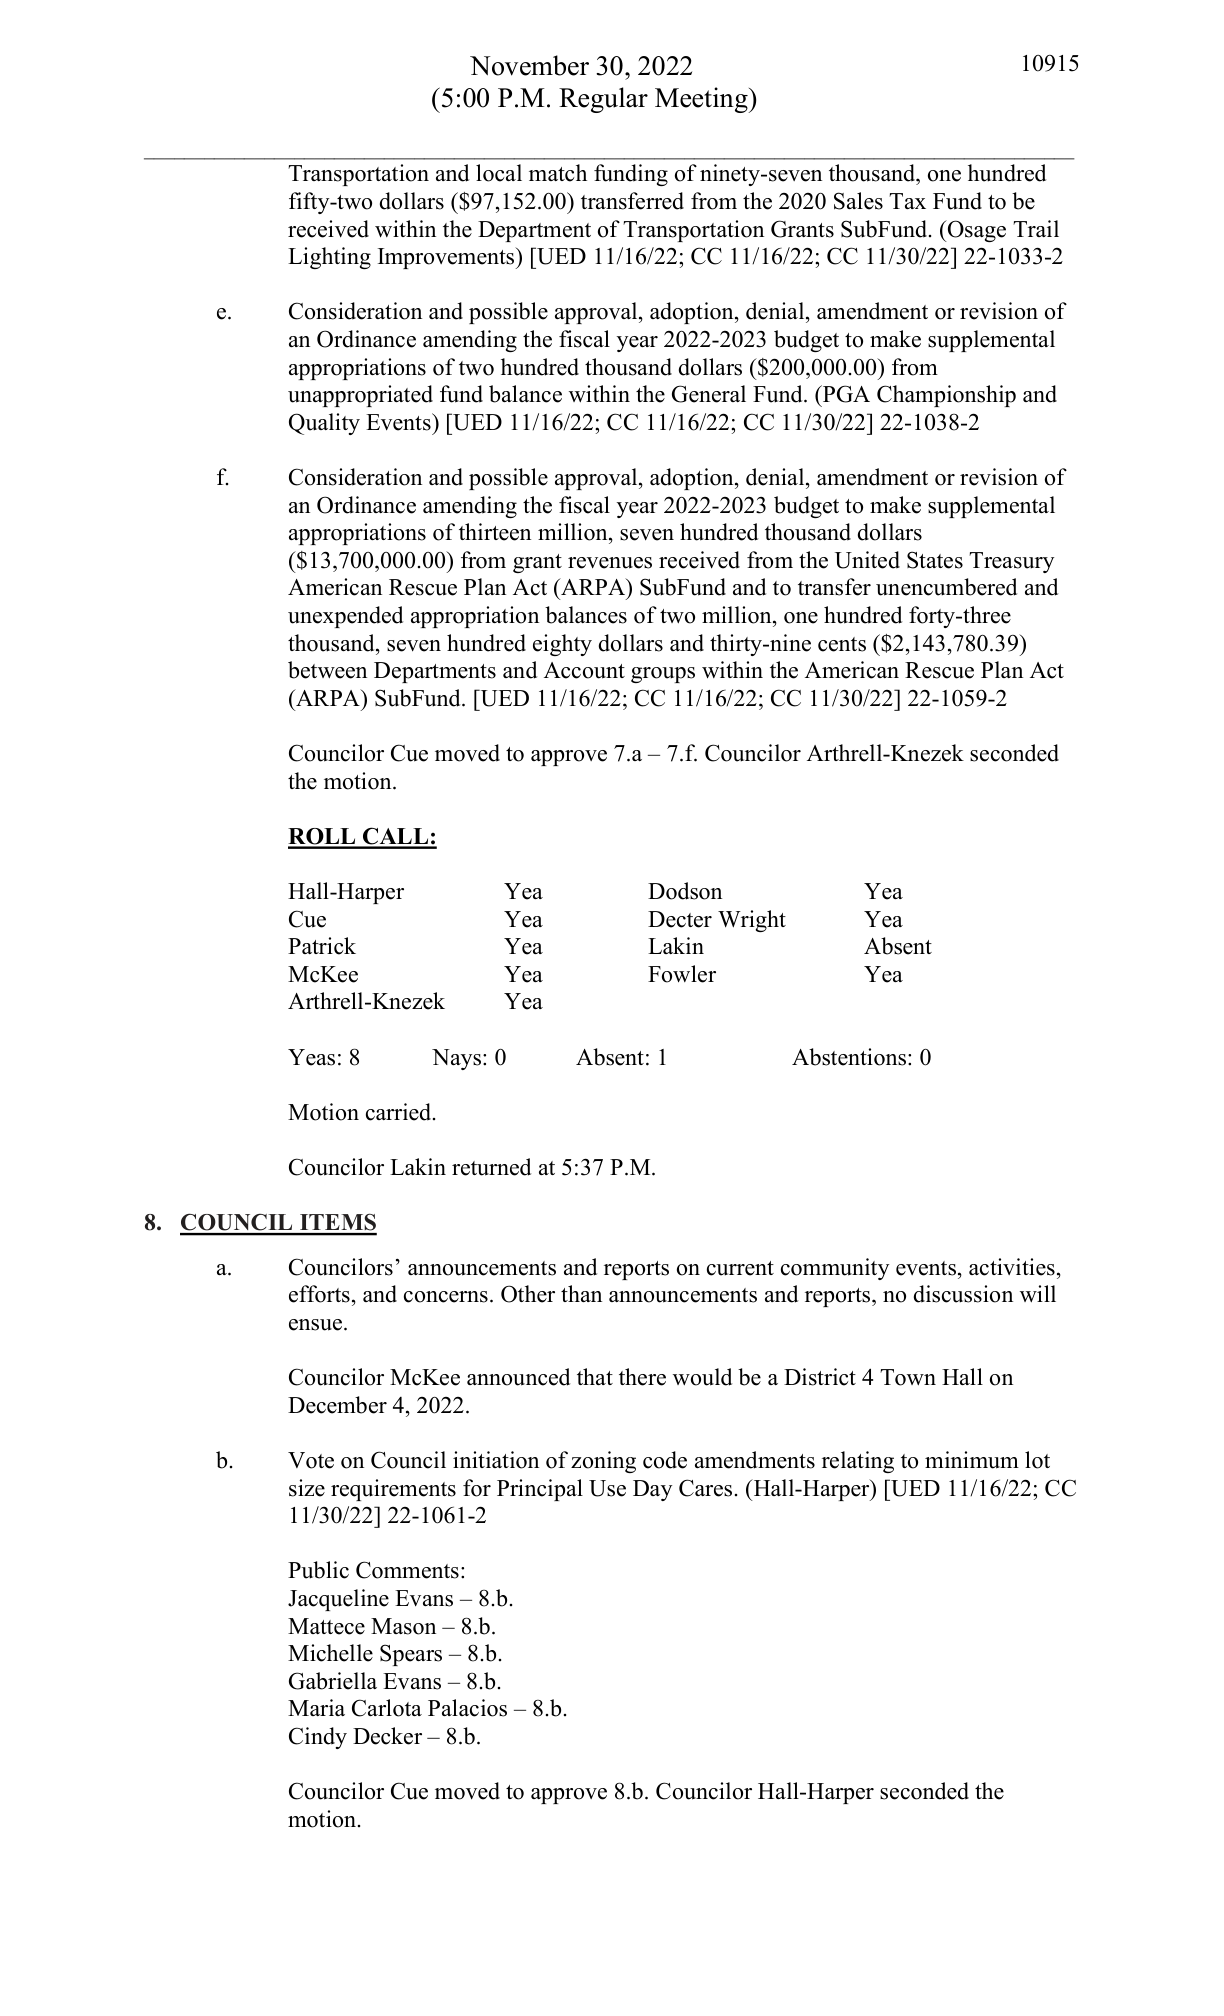 November 30, 2022
10915
(5:00 P.M. Regular Meeting)
Transportation and local match funding of ninety-seven thousand, one hundred
fifty-two dollars ($97,152.00) transferred from the 2020 Sales Tax Fund to be
received within the Department of Transportation Grants SubFund. (Osage Trail
Lighting Improvements) [UED 11/16/22; CC 11/16/22; CC 11/30/22] 22-1033-2
e. Consideration and possible approval, adoption, denial, amendment or revision of
an Ordinance amending the fiscal year 2022-2023 budget to make supplemental
appropriations of two hundred thousand dollars ($200,000.00) from
unappropriated fund balance within the General Fund. (PGA Championship and
Quality Events) [UED 11/16/22; CC 11/16/22; CC 11/30/22] 22-1038-2
f. Consideration and possible approval, adoption, denial, amendment or revision of
an Ordinance amending the fiscal year 2022-2023 budget to make supplemental
appropriations of thirteen million, seven hundred thousand dollars
($13,700,000.00) from grant revenues received from the United States Treasury
American Rescue Plan Act (ARPA) SubFund and to transfer unencumbered and
unexpended appropriation balances of two million, one hundred forty-three
thousand, seven hundred eighty dollars and thirty-nine cents ($2,143,780.39)
between Departments and Account groups within the American Rescue Plan Act
(ARPA) SubFund. [UED 11/16/22; CC 11/16/22; CC 11/30/22] 22-1059-2
Councilor Cue moved to approve 7.a – 7.f. Councilor Arthrell-Knezek seconded
the motion.
ROLL CALL:
Hall-Harper Yea Dodson Yea
Cue Yea Decter Wright Yea
Patrick Yea Lakin Absent
McKee Yea Fowler Yea
Arthrell-Knezek Yea
Yeas: 8 Nays: 0 Absent: 1 Abstentions: 0
Motion carried.
Councilor Lakin returned at 5:37 P.M.
8. COUNCIL ITEMS
a. Councilors’ announcements and reports on current community events, activities,
efforts, and concerns. Other than announcements and reports, no discussion will
ensue.
Councilor McKee announced that there would be a District 4 Town Hall on
December 4, 2022.
b. Vote on Council initiation of zoning code amendments relating to minimum lot
size requirements for Principal Use Day Cares. (Hall-Harper) [UED 11/16/22; CC
11/30/22] 22-1061-2
Public Comments:
Jacqueline Evans – 8.b.
Mattece Mason – 8.b.
Michelle Spears – 8.b.
Gabriella Evans – 8.b.
Maria Carlota Palacios – 8.b.
Cindy Decker – 8.b.
Councilor Cue moved to approve 8.b. Councilor Hall-Harper seconded the
motion.